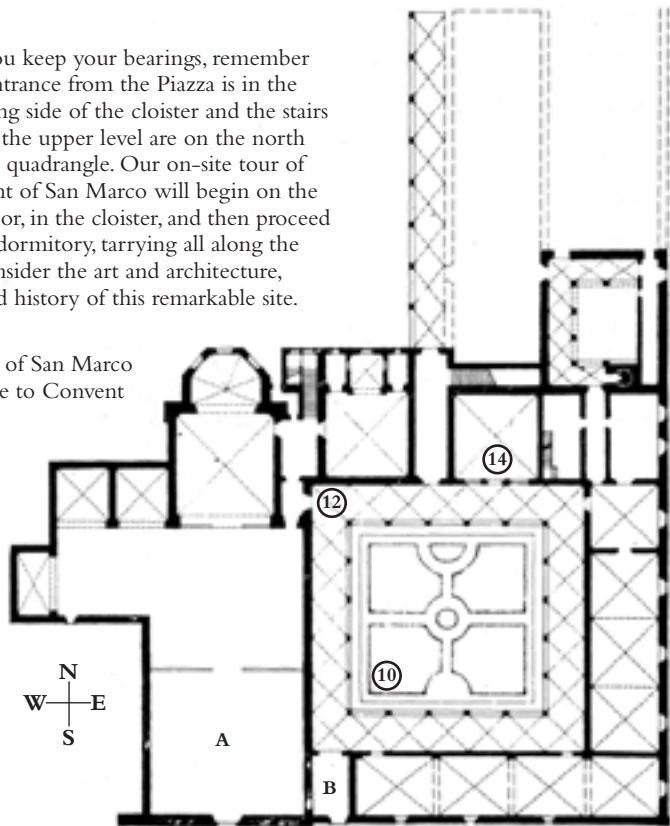 ou keep your bearings, remember
ntrance from the Piazza is in the
ng side of the cloister and the stairs
the upper level are on the north
quadrangle. Our on-site tour of
nt of San Marco will begin on the
or, in the cloister, and then proceed
dormitory, tarrying all along the
nsider the art and architecture,
d history of this remarkable site.
of San Marco
e to Convent
14
12
10
N
W E
S
A
B